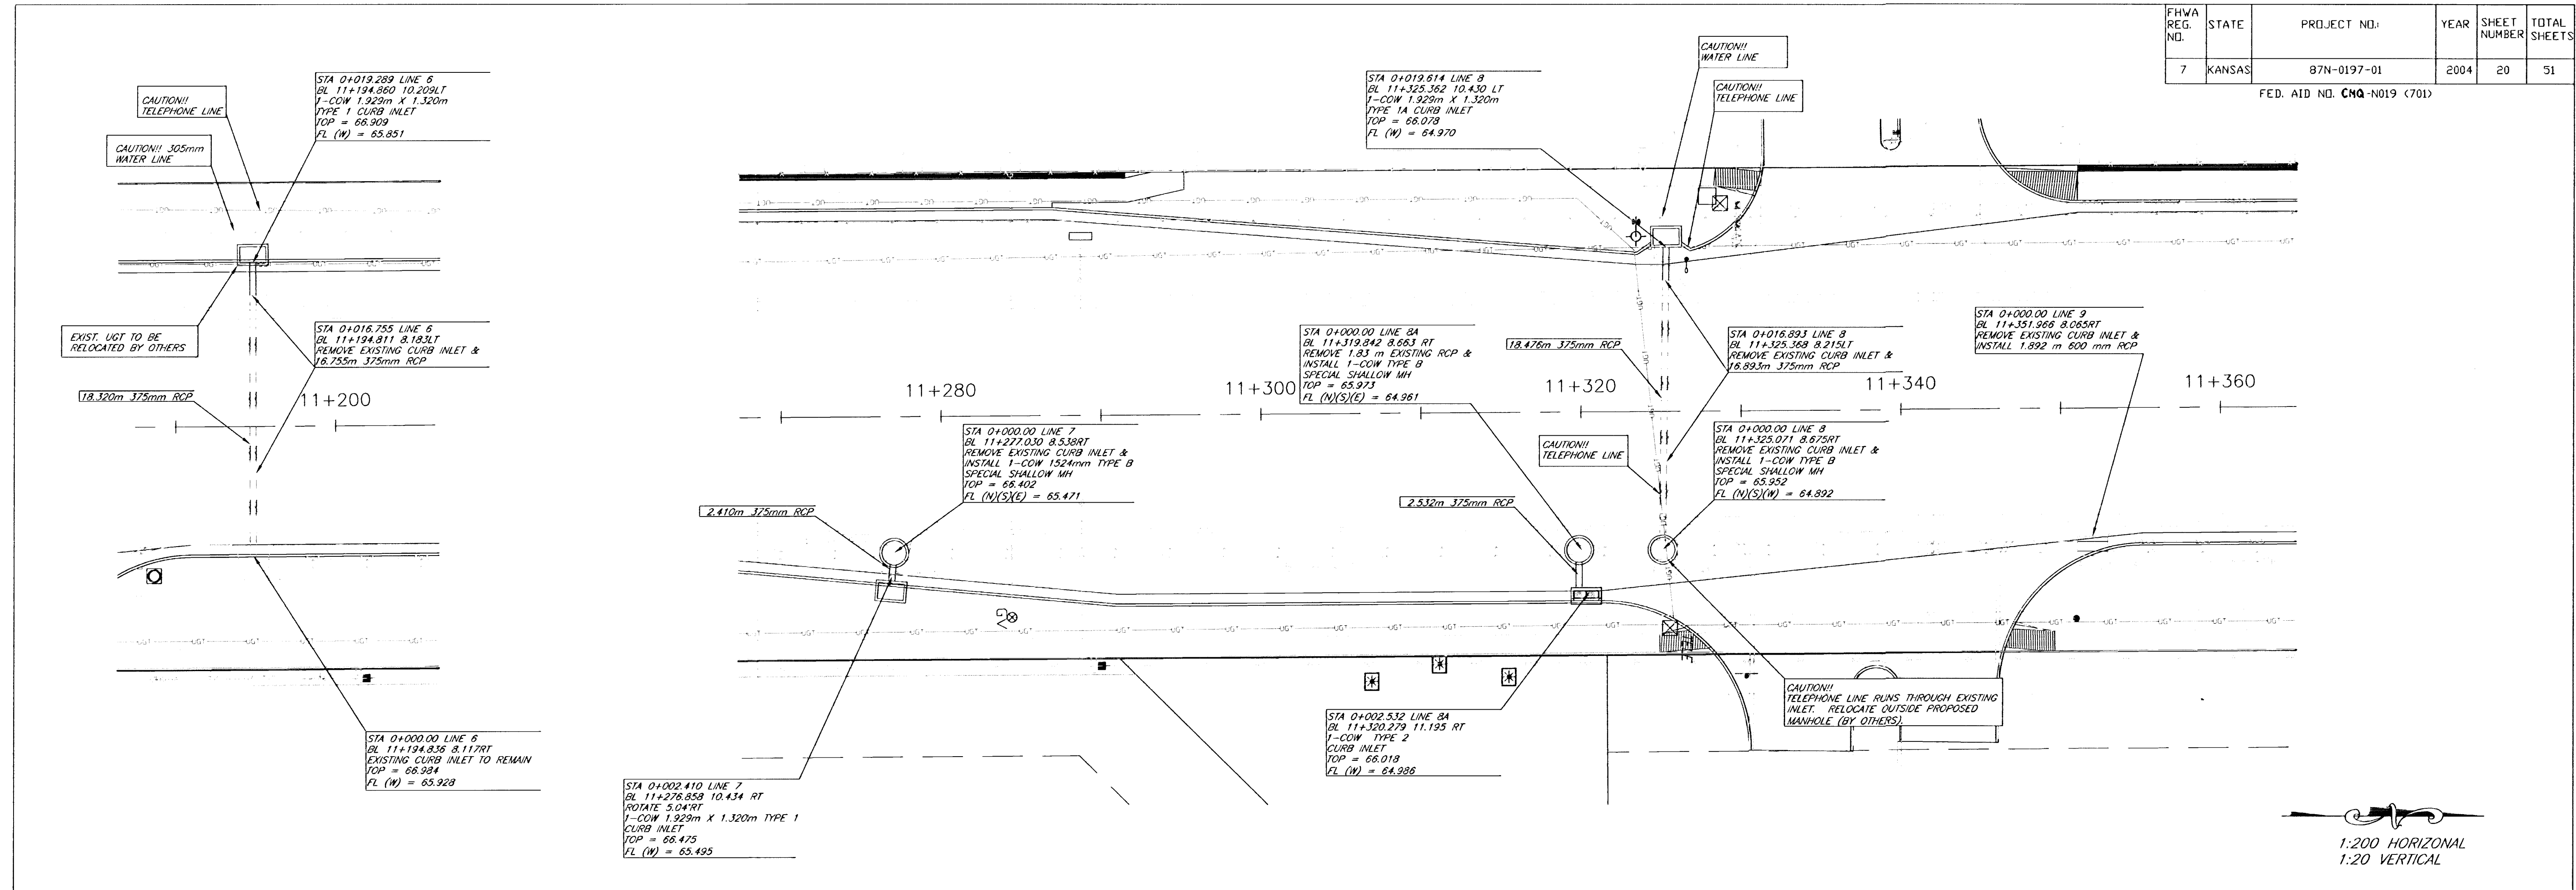 FHWA REG. NO.
STATE
PROJECT NO.:
YEAR
SHEET NUMBER
TOTAL SHEETS
7
KANSAS
87N-0197-01
2004
20
51
FED. AID NO. CMQ-N019 (701)
CAUTION!!
TELEPHONE LINE
CAUTION!! 305mm
WATER LINE
STA 0+019.289 LINE 6
BL 11+194.860 10.209LT
1-COW 1.929m X 1.320m
TYPE 1 CURB INLET
TOP = 66.909
FL (W) = 65.851
EXIST. UGT TO BE
RELOCATED BY OTHERS
STA 0+016.755 LINE 6
BL 11+194.811 8.183LT
REMOVE EXISTING CURB INLET &
16.755m 375mm RCP
18.320m 375mm RCP
11+200
STA 0+000.00 LINE 6
BL 11+194.836 8.117RT
EXISTING CURB INLET TO REMAIN
TOP = 66.984
FL (W) = 65.928
STA 0+019.614 LINE 8
BL 11+325.362 10.430 LT
1-COW 1.929m X 1.320m
TYPE 1A CURB INLET
TOP = 66.078
FL (W) = 64.970
CAUTION!!
WATER LINE
CAUTION!!
TELEPHONE LINE
STA 0+000.00 LINE 8A
BL 11+319.842 8.663 RT
REMOVE 1.83 m EXISTING RCP &
INSTALL 1-COW TYPE B
SPECIAL SHALLOW MH
TOP = 65.973
FL (N)(S)(E) = 64.961
18.476m 375mm RCP
STA 0+016.893 LINE 8
BL 11+325.368 8.215LT
REMOVE EXISTING CURB INLET &
16.893m 375mm RCP
STA 0+000.00 LINE 9
BL 11+351.966 8.065RT
REMOVE EXISTING CURB INLET &
INSTALL 1.892 m 600 mm RCP
11+280
11+300
11+320
11+340
11+360
STA 0+000.00 LINE 7
BL 11+277.030 8.538RT
REMOVE EXISTING CURB INLET &
INSTALL 1-COW 1524mm TYPE B
SPECIAL SHALLOW MH
TOP = 66.402
FL (N)(S)(E) = 65.471
CAUTION!!
TELEPHONE LINE
STA 0+000.00 LINE 8
BL 11+325.071 8.675RT
REMOVE EXISTING CURB INLET &
INSTALL 1-COW TYPE B
SPECIAL SHALLOW MH
TOP = 65.952
FL (N)(S)(W) = 64.892
2.410m 375mm RCP
2.532m 375mm RCP
CAUTION!!
TELEPHONE LINE RUNS THROUGH EXISTING
INLET. RELOCATE OUTSIDE PROPOSED
MANHOLE (BY OTHERS).
STA 0+002.532 LINE 8A
BL 11+320.279 11.195 RT
1-COW TYPE 2
CURB INLET
TOP = 66.018
FL (W) = 64.986
STA 0+002.410 LINE 7
BL 11+276.858 10.434 RT
ROTATE 5.04°RT
1-COW 1.929m X 1.320m TYPE 1
CURB INLET
TOP = 66.475
FL (W) = 65.495
1:200 HORIZONAL
1:20 VERTICAL